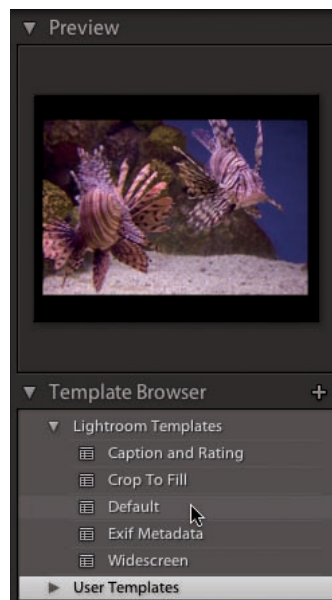 Preview
Template Browser
Lightroom Templates
Caption and Rating
Crop To Fill
Default
Exif Metadata
Widescreen
User Templates